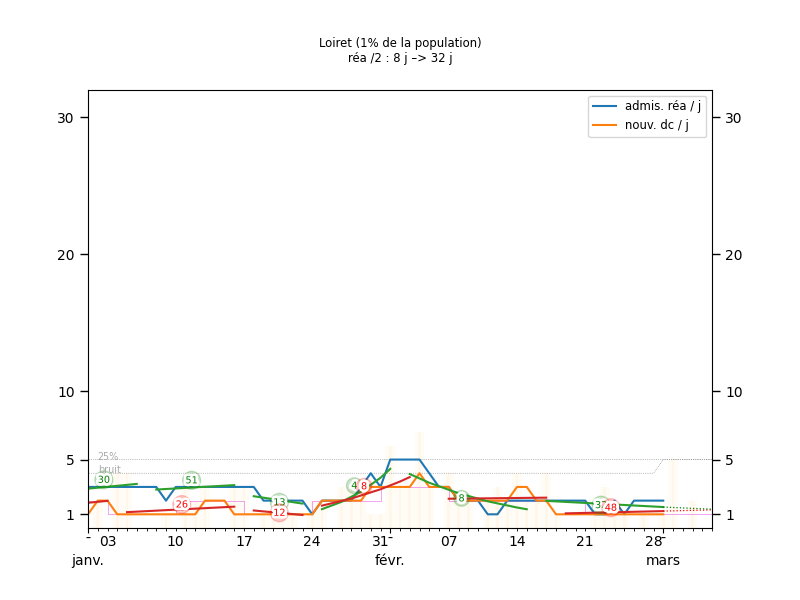 Loiret (1% de la population)
réa /2 : 8 j –> 32 j
admis. réa / j
nouv. dc / j
30 30
20 20
10 10
5 5
1 1
25%
bruit
30 51 26 13 12 4 8 8 48
- 03 10 17 24 31- 07 14 21 28-
janv. févr. mars